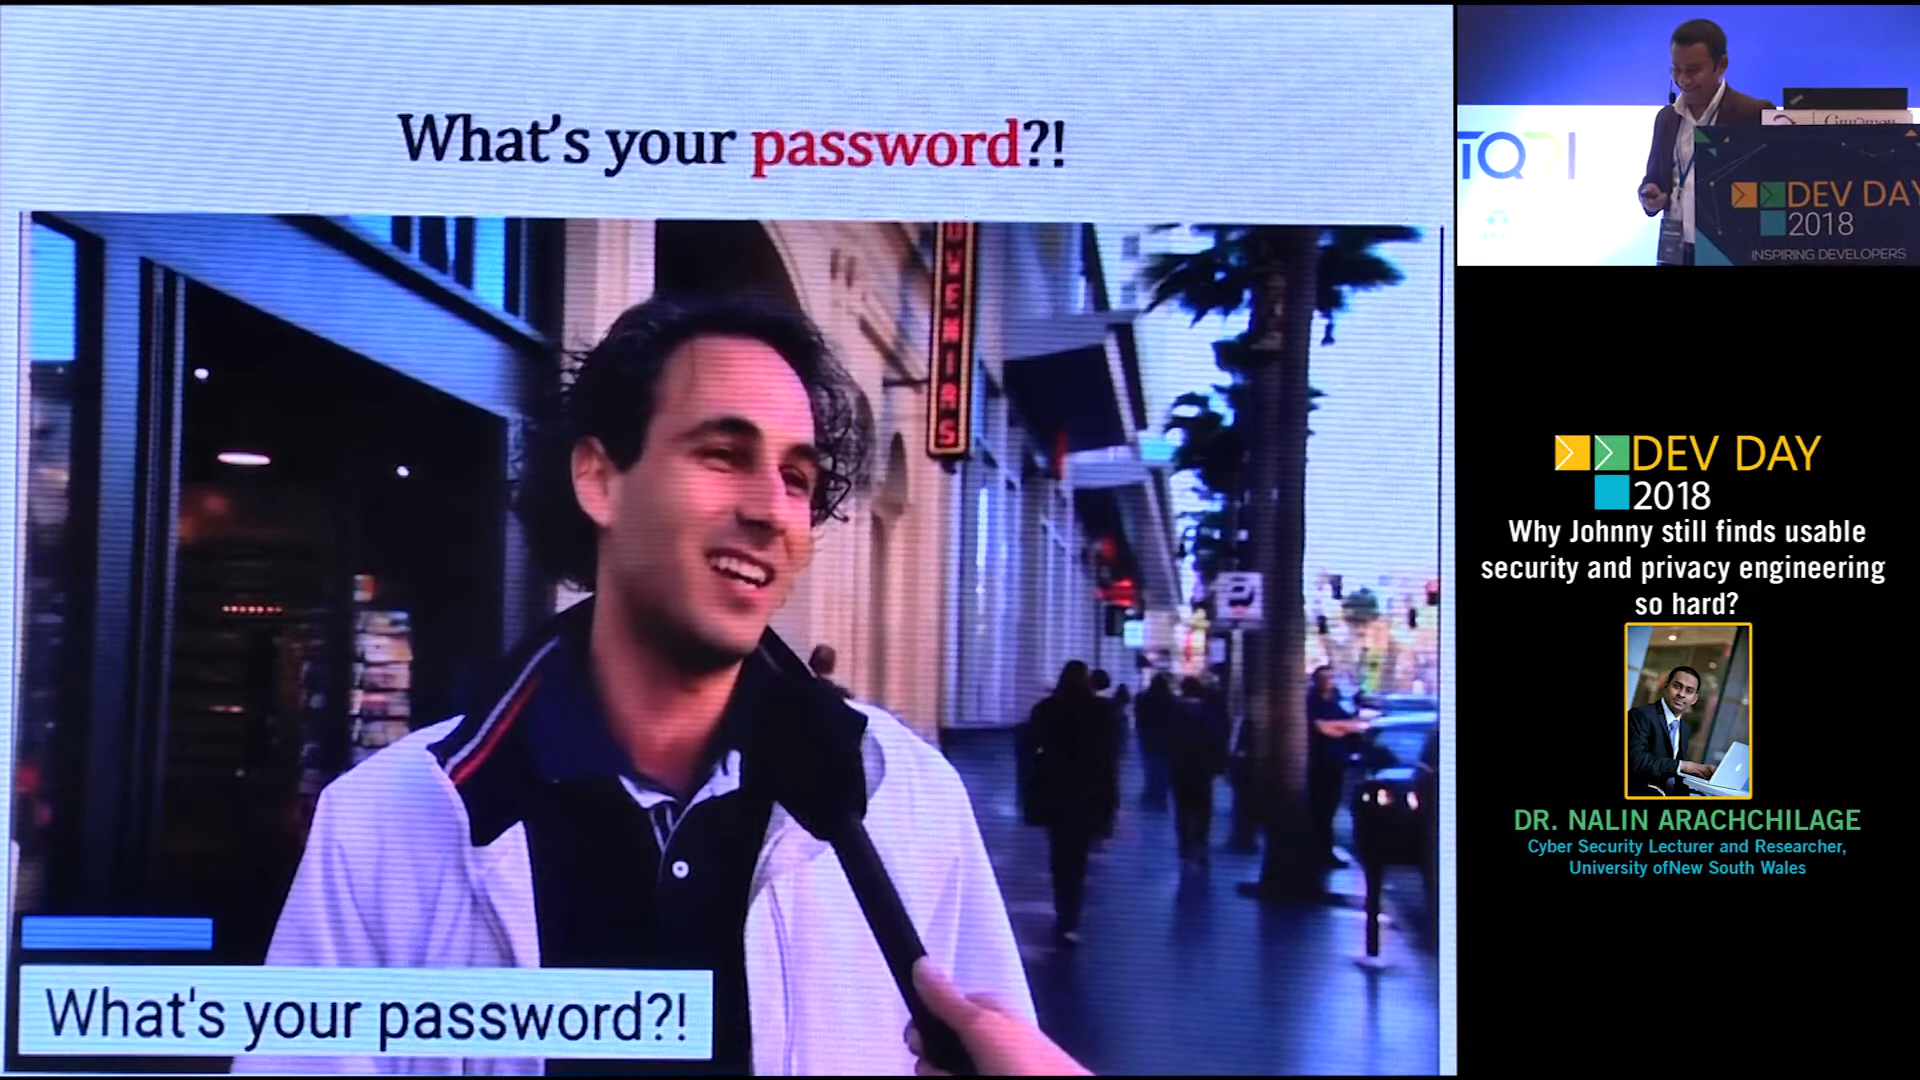 What's your password?!
What's your password?!
DEV DAY
2018
INSPIRING DEVELOPERS
DEV DAY
2018
Why Johnny still finds usable
security and privacy engineering
so hard?
DR. NALIN ARACHCHILAGE
Cyber Security Lecturer and Researcher,
University ofNew South Wales